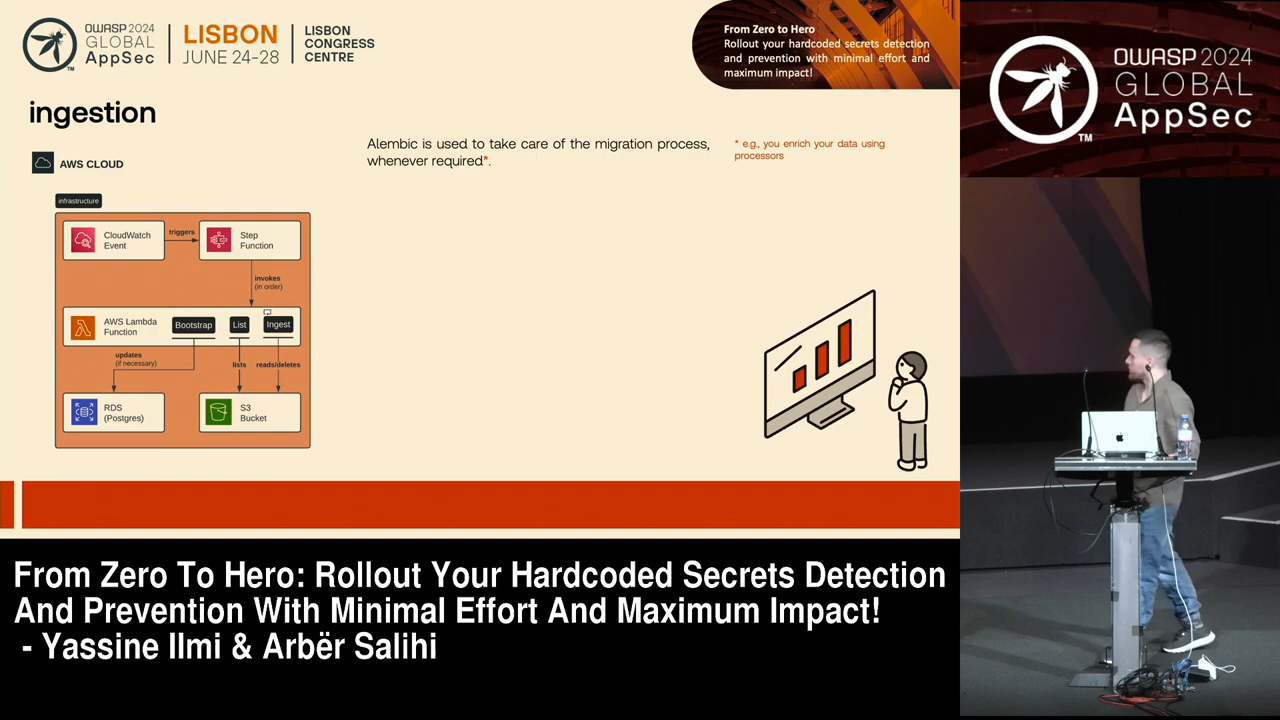 OWASP 2024
GLOBAL
AppSec
TM
LISBON
JUNE 24-28
LISBON
CONGRESS
CENTRE
From Zero to Hero
Rollout your hardcoded secrets detection
and prevention with minimal effort and
maximum impact!
OWASP 2024
GLOBAL
AppSec
TM
ingestion
AWS CLOUD
Alembic is used to take care of the migration process,
whenever required*.
* e.g., you enrich your data using
processors
infrastructure
CloudWatch
Event
triggers
Step
Function
invokes
(in order)
AWS Lambda
Function
Bootstrap
List
Ingest
updates
(if necessary)
lists
reads/deletes
RDS
(Postgres)
S3
Bucket
From Zero To Hero: Rollout Your Hardcoded Secrets Detection
And Prevention With Minimal Effort And Maximum Impact!
- Yassine Ilmi & Arbër Salihi